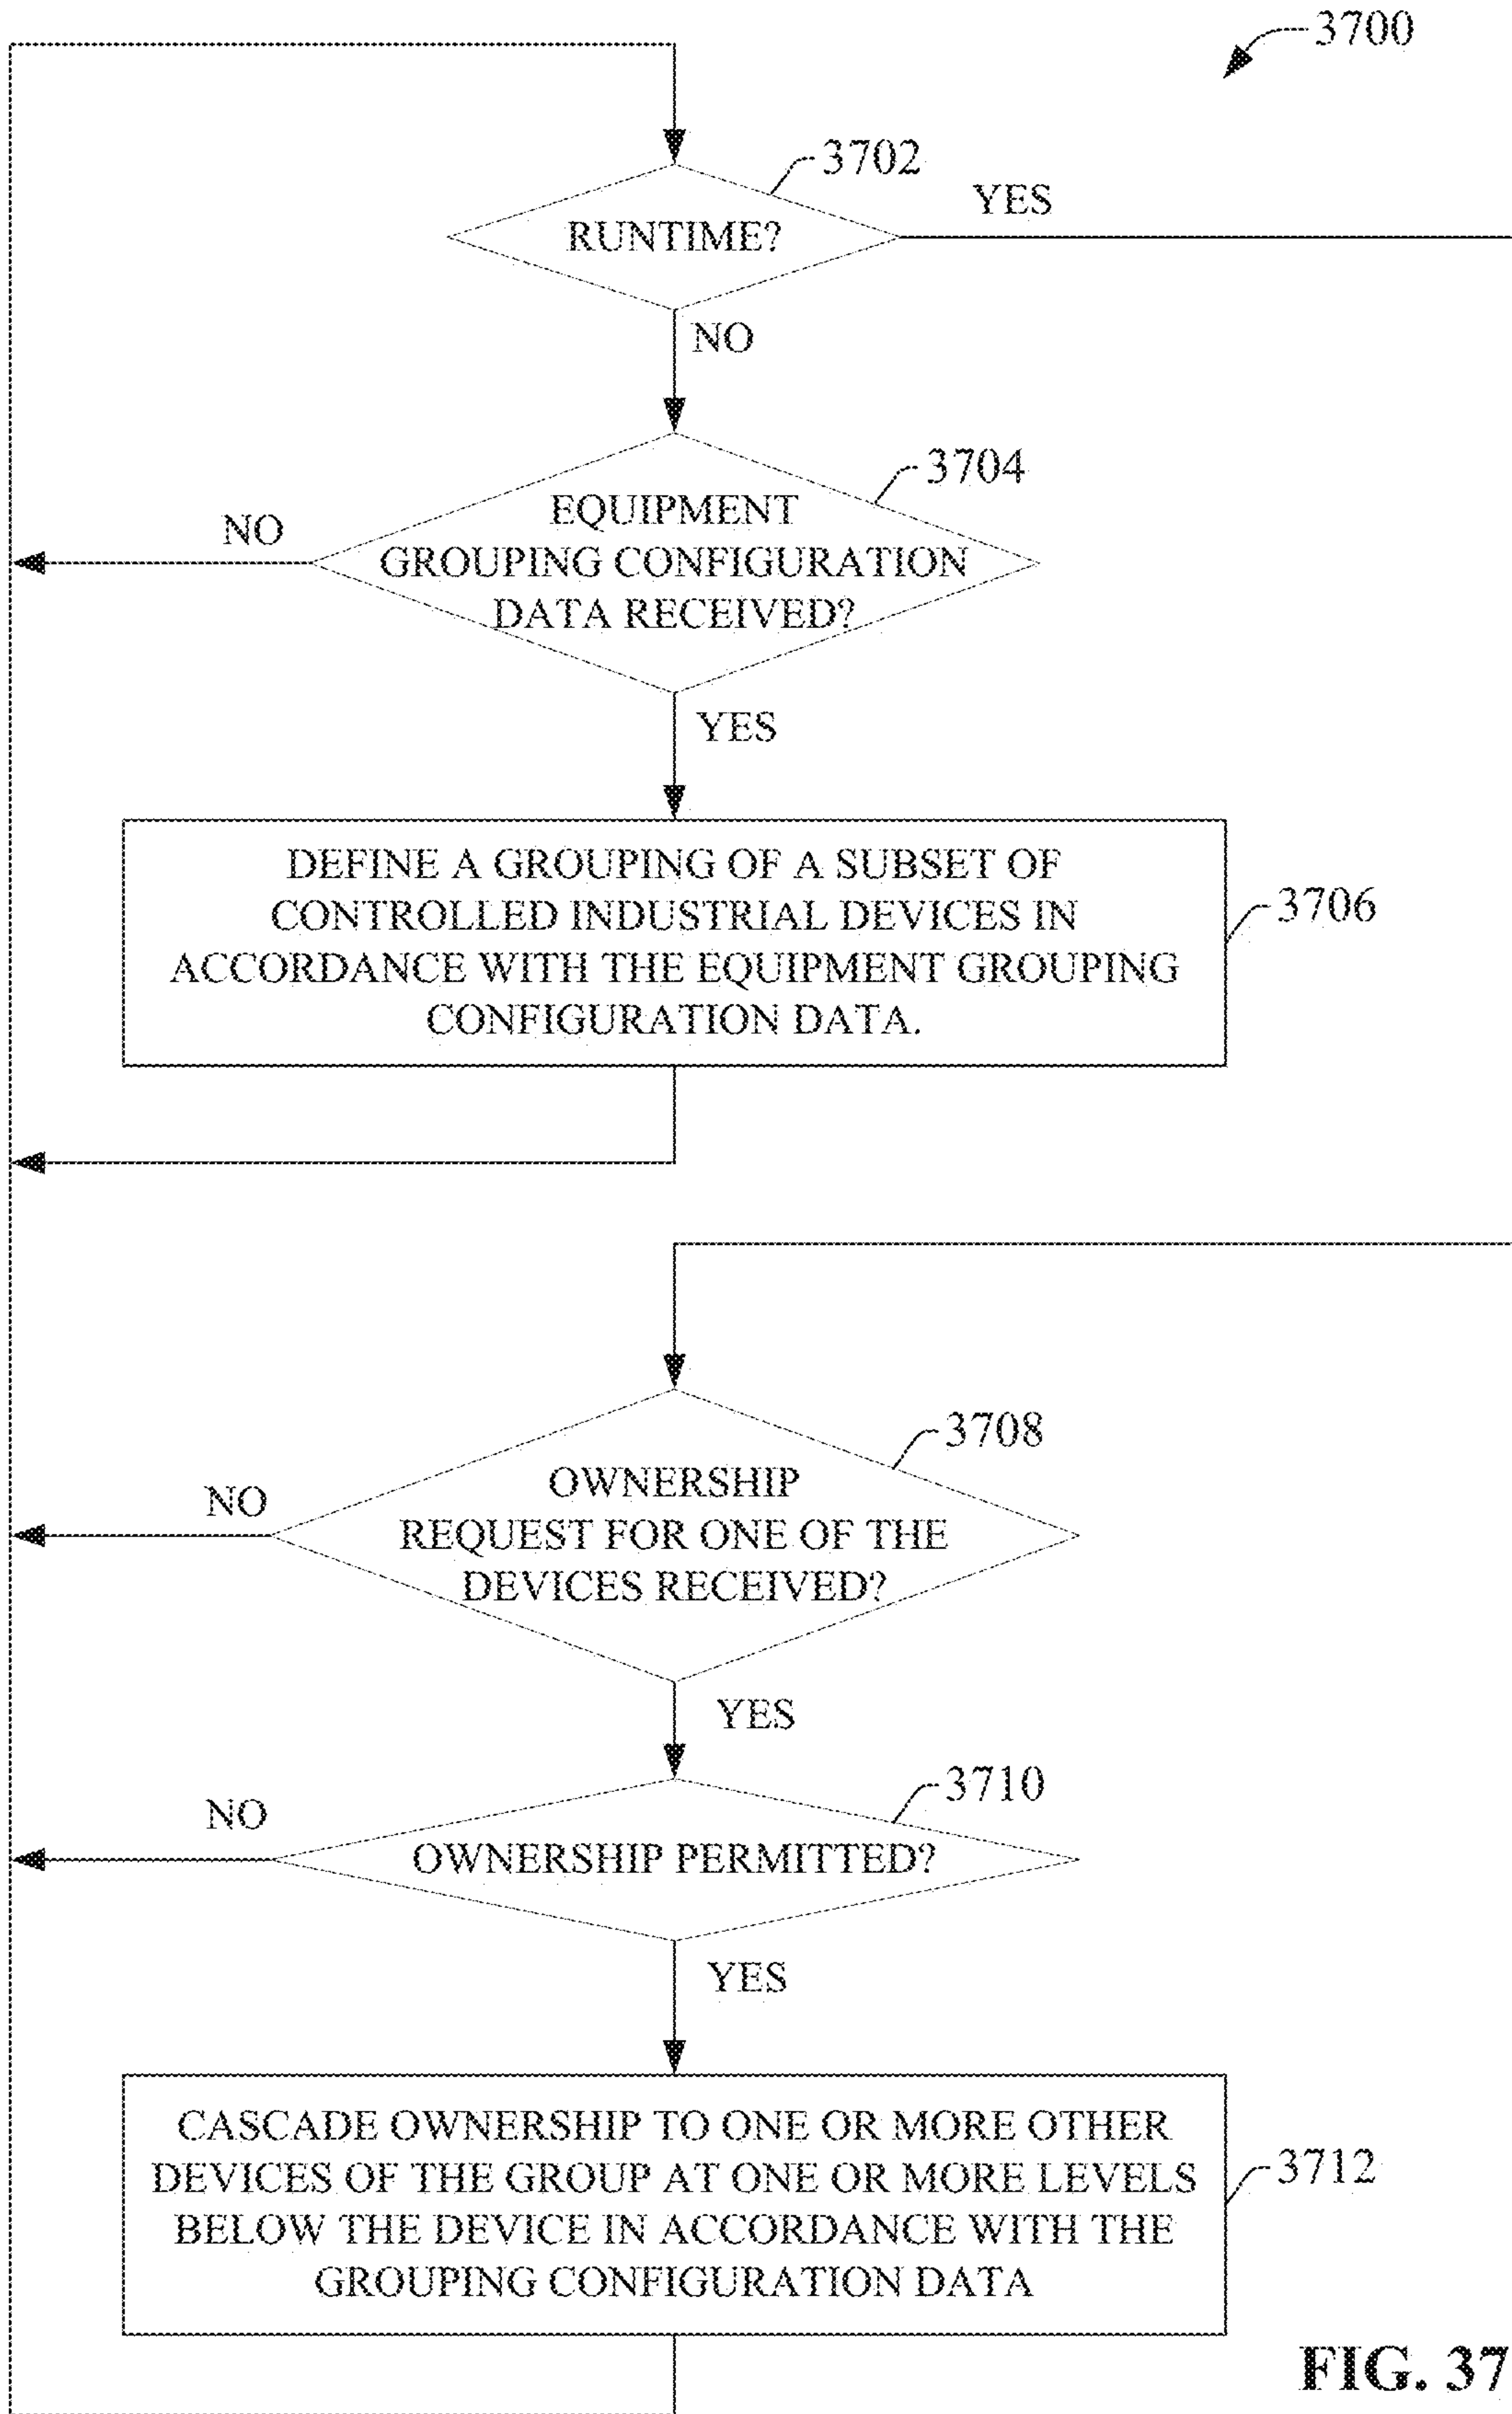 3700
3702
RUNTIME?
YES
NO
3704
EQUIPMENT
GROUPING CONFIGURATION
DATA RECEIVED?
NO
YES
DEFINE A GROUPING OF A SUBSET OF
CONTROLLED INDUSTRIAL DEVICES IN
ACCORDANCE WITH THE EQUIPMENT GROUPING
CONFIGURATION DATA.
3706
3708
OWNERSHIP
REQUEST FOR ONE OF THE
DEVICES RECEIVED?
NO
YES
3710
NO
OWNERSHIP PERMITTED?
YES
CASCADE OWNERSHIP TO ONE OR MORE OTHER
DEVICES OF THE GROUP AT ONE OR MORE LEVELS
BELOW THE DEVICE IN ACCORDANCE WITH THE
GROUPING CONFIGURATION DATA
3712
FIG. 37